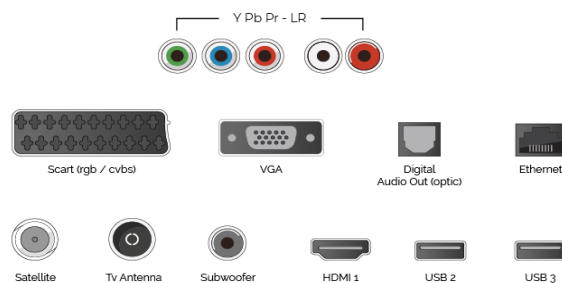 Y Pb Pr - LR
Scart (rgb / cvbs)
VGA
Digital
Audio Out (optic)
Ethernet
Satellite
Tv Antenna
Subwoofer
HDMI 1
USB 2
USB 3